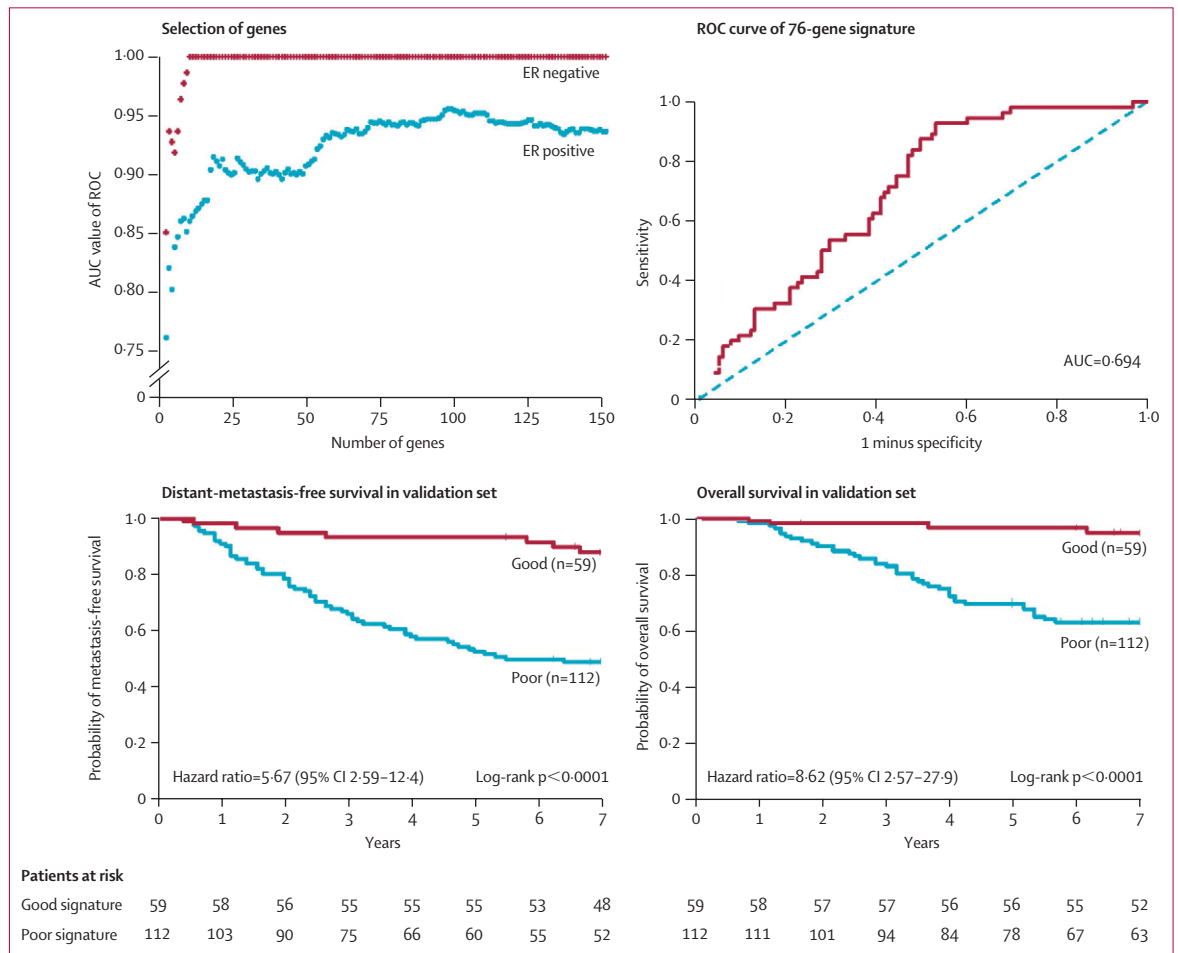 Selection of genes
AUC value of ROC
1·00
0·95
0·90
0·85
0·80
0·75
0
ER negative
ER positive
0 25 50 75 100 125 150
Number of genes
ROC curve of 76-gene signature
Sensitivity
1·0
0·8
0·6
0·4
0·2
0
AUC=0·694
0 0·2 0·4 0·6 0·8 1·0
1 minus specificity
Distant-metastasis-free survival in validation set
Probability of metastasis-free survival
1·0
0·8
0·6
0·4
0·2
0
Good (n=59)
Poor (n=112)
Hazard ratio=5·67 (95% CI 2·59–12·4) Log-rank p<0·0001
0 1 2 3 4 5 6 7
Years
Overall survival in validation set
Probability of overall survival
1·0
0·8
0·6
0·4
0·2
0
Good (n=59)
Poor (n=112)
Hazard ratio=8·62 (95% CI 2·57–27·9) Log-rank p<0·0001
0 1 2 3 4 5 6 7
Years
Patients at risk
Good signature 59 58 56 55 55 55 53 48 59 58 57 57 56 56 55 52
Poor signature 112 103 90 75 66 60 55 52 112 111 101 94 84 78 67 63